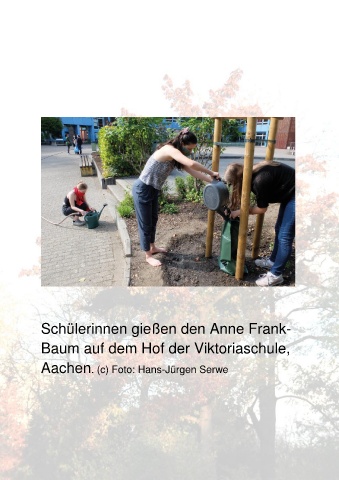 Schülerinnen gießen den Anne Frank-
Baum auf dem Hof der Viktoriaschule,
Aachen. (c) Foto: Hans-Jürgen Serwe